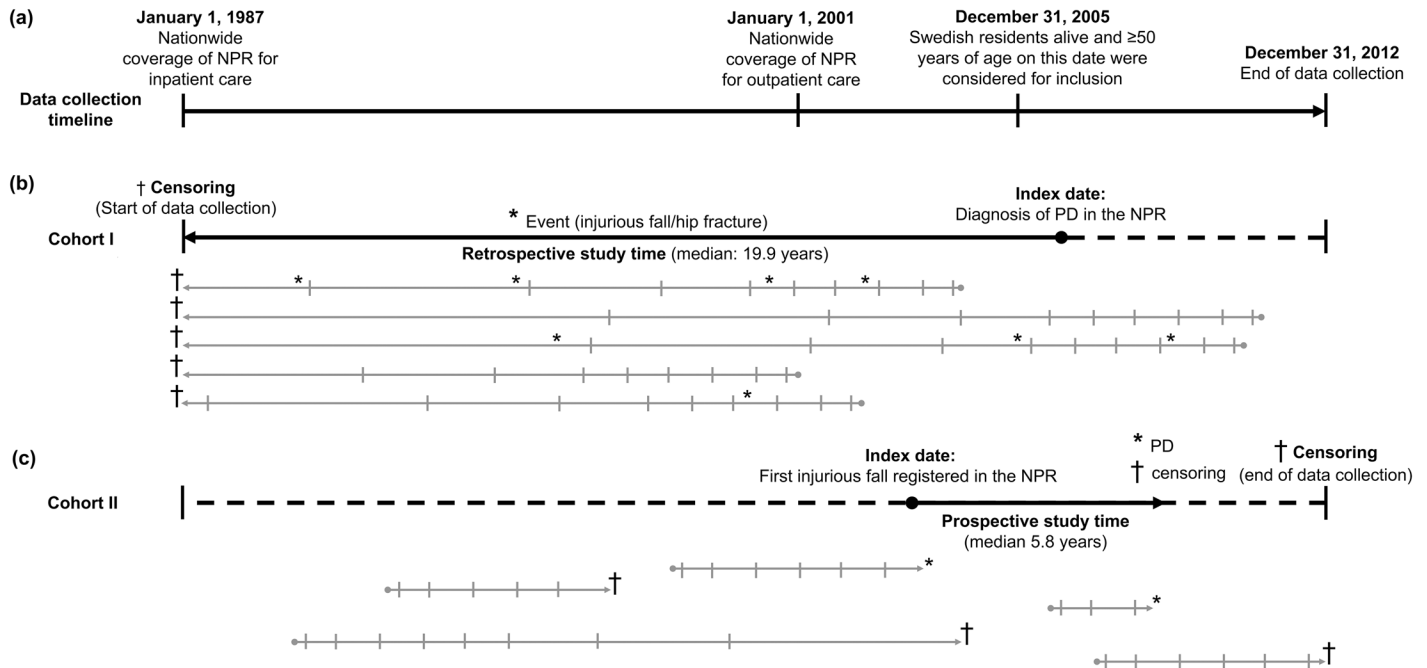 (a)
January 1, 1987
Nationwide
coverage of NPR for
inpatient care
January 1, 2001
Nationwide
coverage of NPR
for outpatient care
December 31, 2005
Swedish residents alive and ≥50
years of age on this date were
considered for inclusion
December 31, 2012
End of data collection
Data collection
timeline
(b)
† Censoring
(Start of data collection)
* Event (injurious fall/hip fracture)
Index date:
Diagnosis of PD in the NPR
Cohort I
Retrospective study time (median: 19.9 years)
† * * * *
†
† * * *
†
† *
(c)
Index date:
First injurious fall registered in the NPR
* PD
† censoring
† Censoring
(end of data collection)
Cohort II
Prospective study time
(median 5.8 years)
*
†
*
†
†